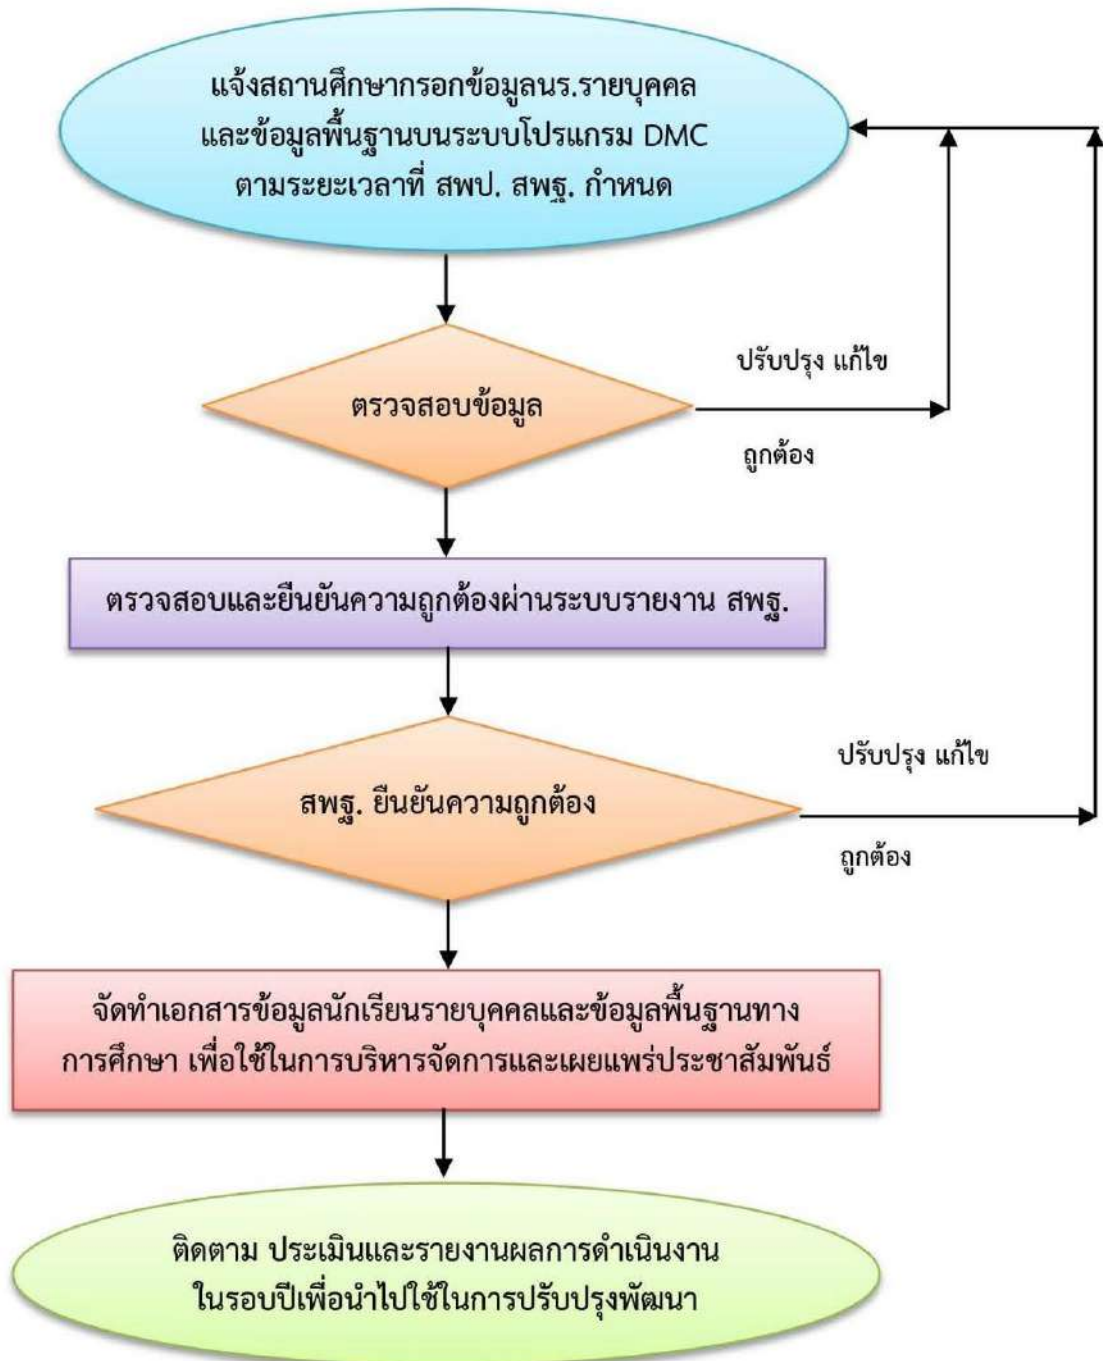 แจ้งสถานศึกษากรอกข้อมูลนร.รายบุคคล
และข้อมูลพื้นฐานบนระบบโปรแกรม DMC
ตามระยะเวลาที่ สพป. สพฐ. กำหนด
ปรับปรุง แก้ไข
ตรวจสอบข้อมูล
ถูกต้อง
ตรวจสอบและยืนยันความถูกต้องผ่านระบบรายงาน สพฐ.
ปรับปรุง แก้ไข
สพฐ. ยืนยันความถูกต้อง
ถูกต้อง
จัดทำเอกสารข้อมูลนักเรียนรายบุคคลและข้อมูลพื้นฐานทาง
การศึกษา เพื่อใช้ในการบริหารจัดการและเผยแพร่ประชาสัมพันธ์
ติดตาม ประเมินและรายงานผลการดำเนินงาน
ในรอบปีเพื่อนำไปใช้ในการปรับปรุงพัฒนา